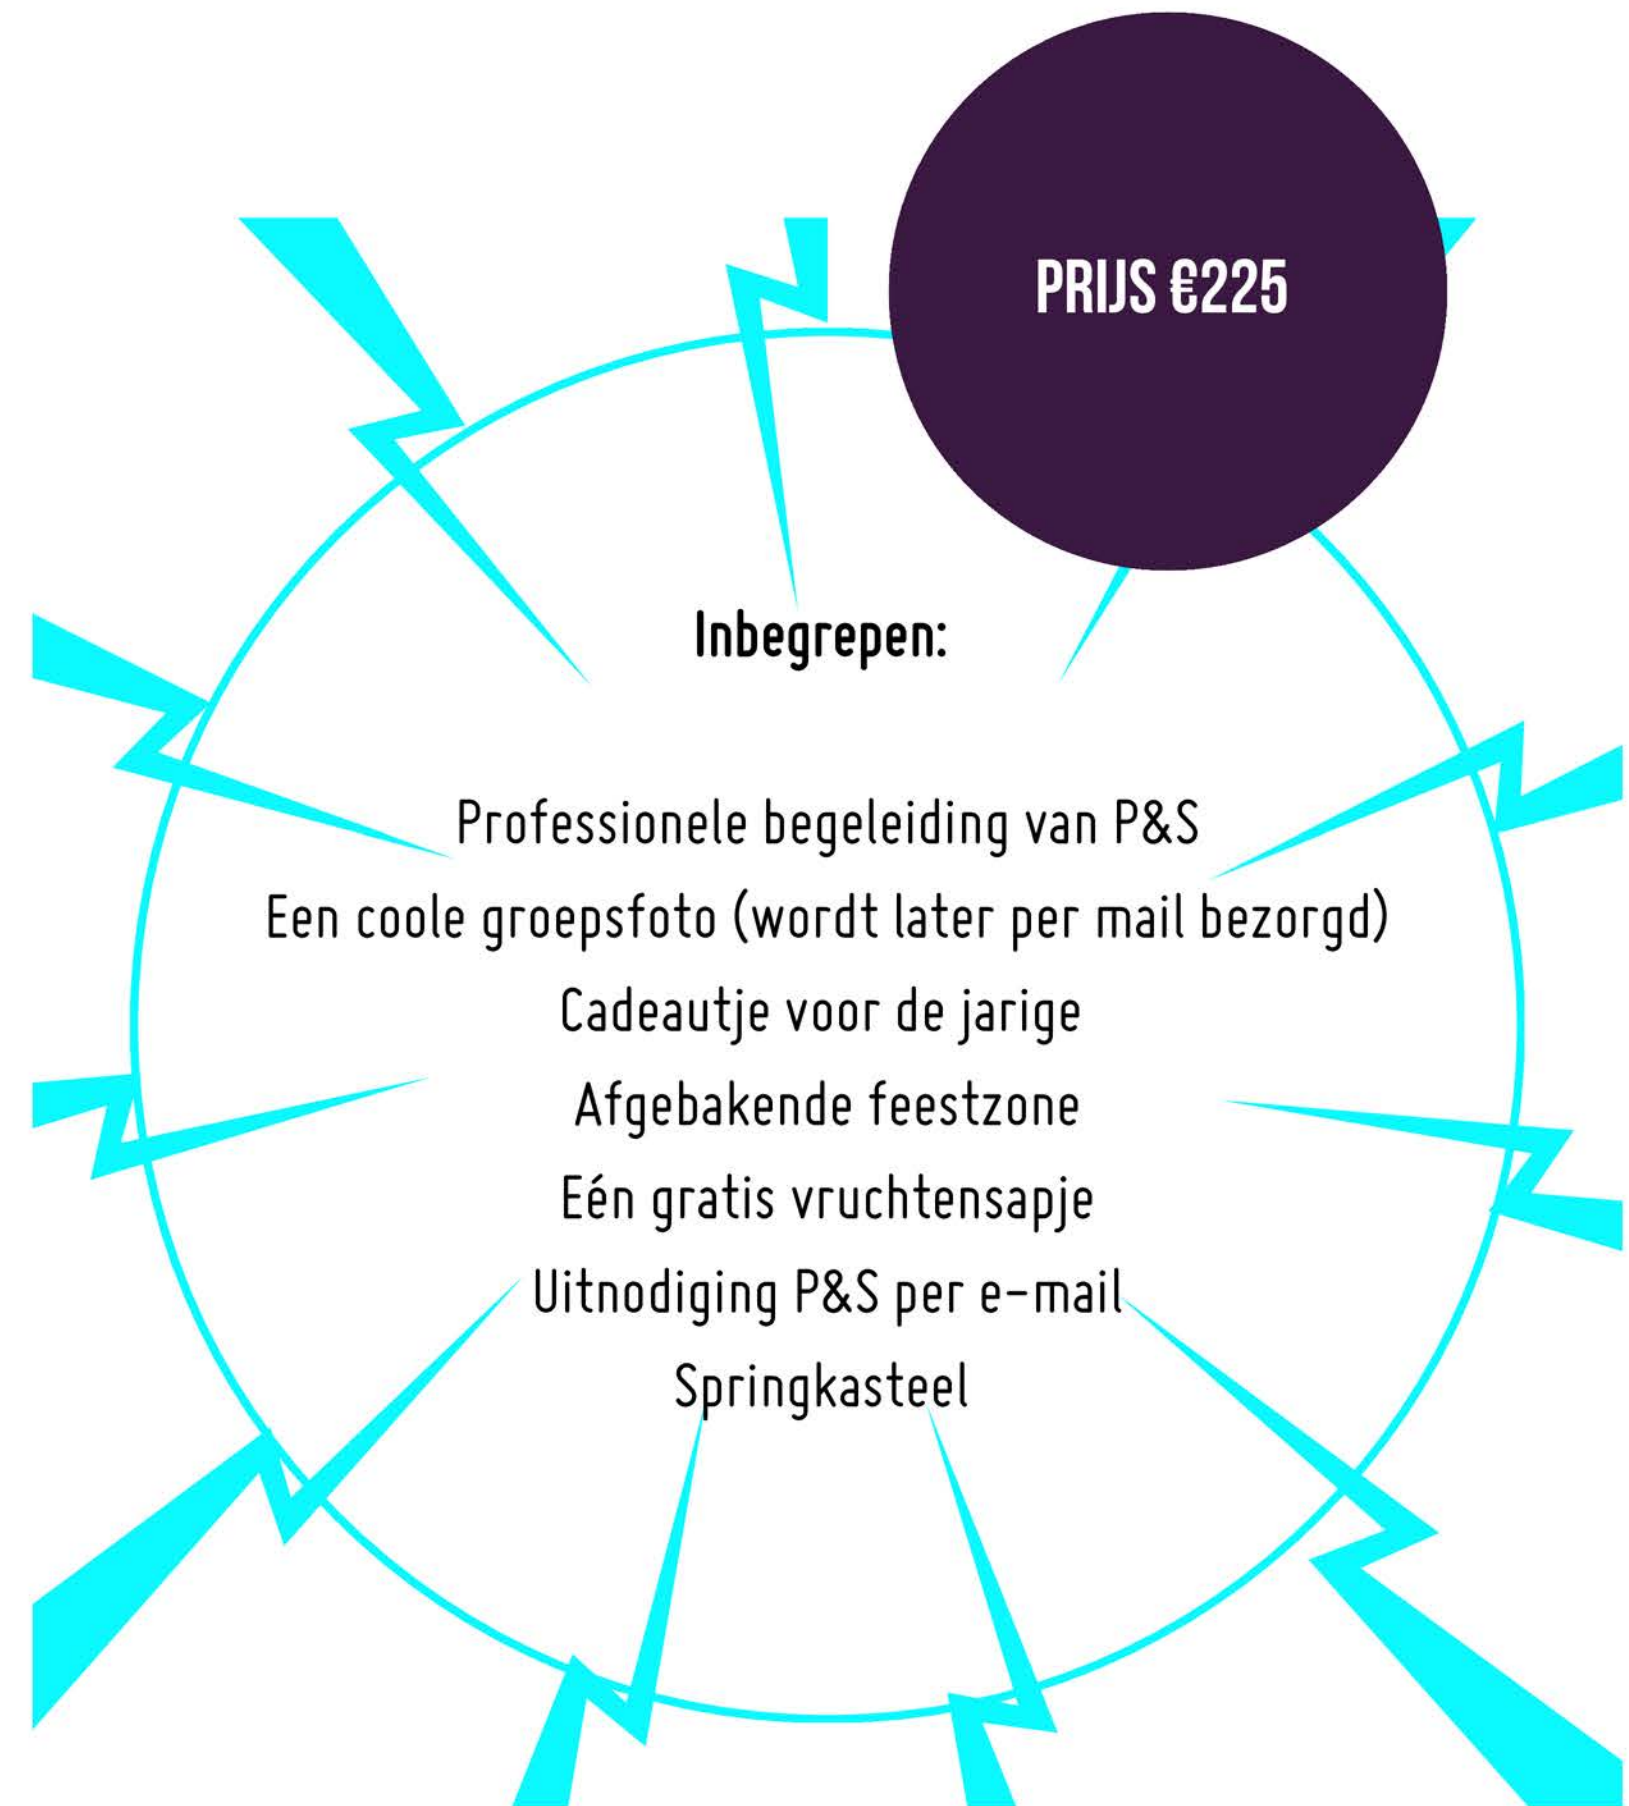 PRIJS €225
Inbegrepen:
Professionele begeleiding van P&S
Een coole groepsfoto (wordt later per mail bezorgd)
Cadeautje voor de jarige
Afgebakende feestzone
Eén gratis vruchtensapje
Uitnodiging P&S per e-mail
Springkasteel